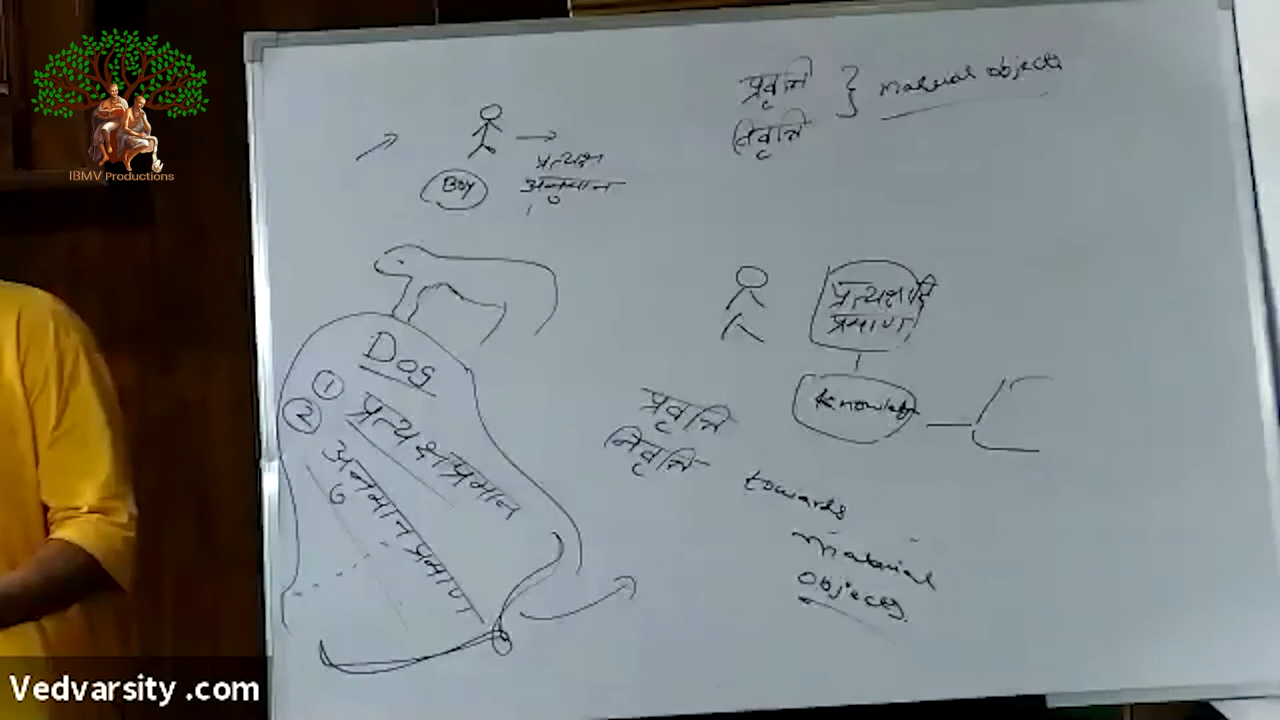 IBMV Productions
प्रवृत्ति } material objects
निवृत्ति
Boy
प्रत्यक्ष
अनुमान
Dog
① प्रत्यक्षप्रमान
② अनुमान प्रमाण
प्रत्यक्षादि
प्रमाण
knowledge
प्रवृत्ति
निवृत्ति towards
material
objects.
Vedvarsity .com